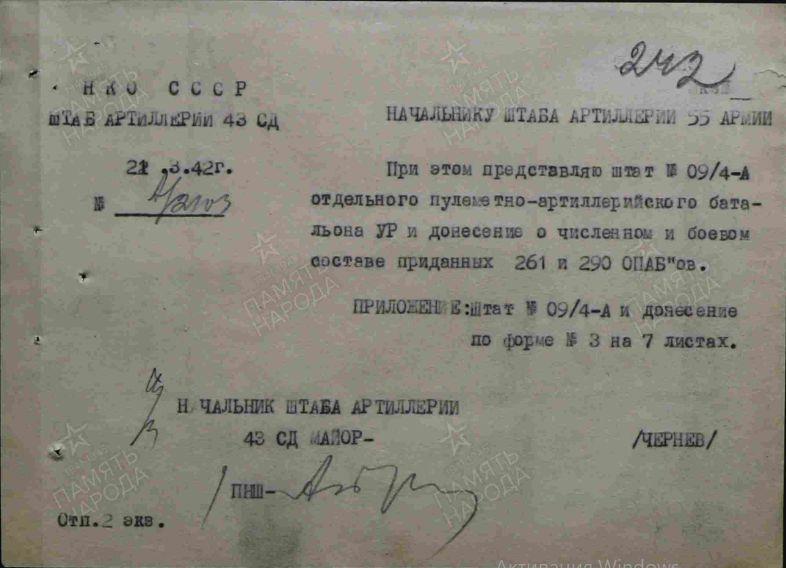 242
НКО СССР
ШТАБ АРТИЛЛЕРИИ 43 СД
НАЧАЛЬНИКУ ШТАБА АРТИЛЛЕРИИ 55 АРМИИ
21.3.42г.
№
При этом представляю штат № 09/4-А
отдельного пулеметно-артиллерийского бата-
льона УР и донесение о численном и боевом
составе приданных 261 и 290 ОПАБ"ов.
ПРИЛОЖЕНИЕ:Штат № 09/4-А и донесение
по форме № 3 на 7 листах.
НАЧАЛЬНИК ШТАБА АРТИЛЛЕРИИ
43 СД МАЙОР- /ЧЕРНЕВ/
ПНШ-
Отп.2 экв.
ПАМЯТЬ НАРОДА
Активация Windows